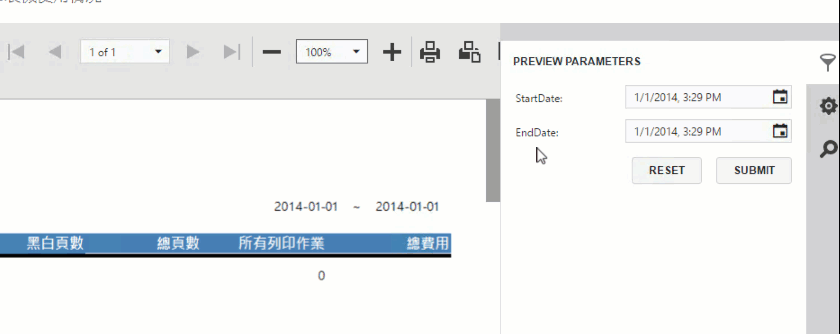 1 of 1
100%
PREVIEW PARAMETERS
StartDate:
1/1/2014, 3:29 PM
EndDate:
1/1/2014, 3:29 PM
RESET
SUBMIT
2014-01-01 ~ 2014-01-01
黑白頁數 總頁數 所有列印作業 總費用
0